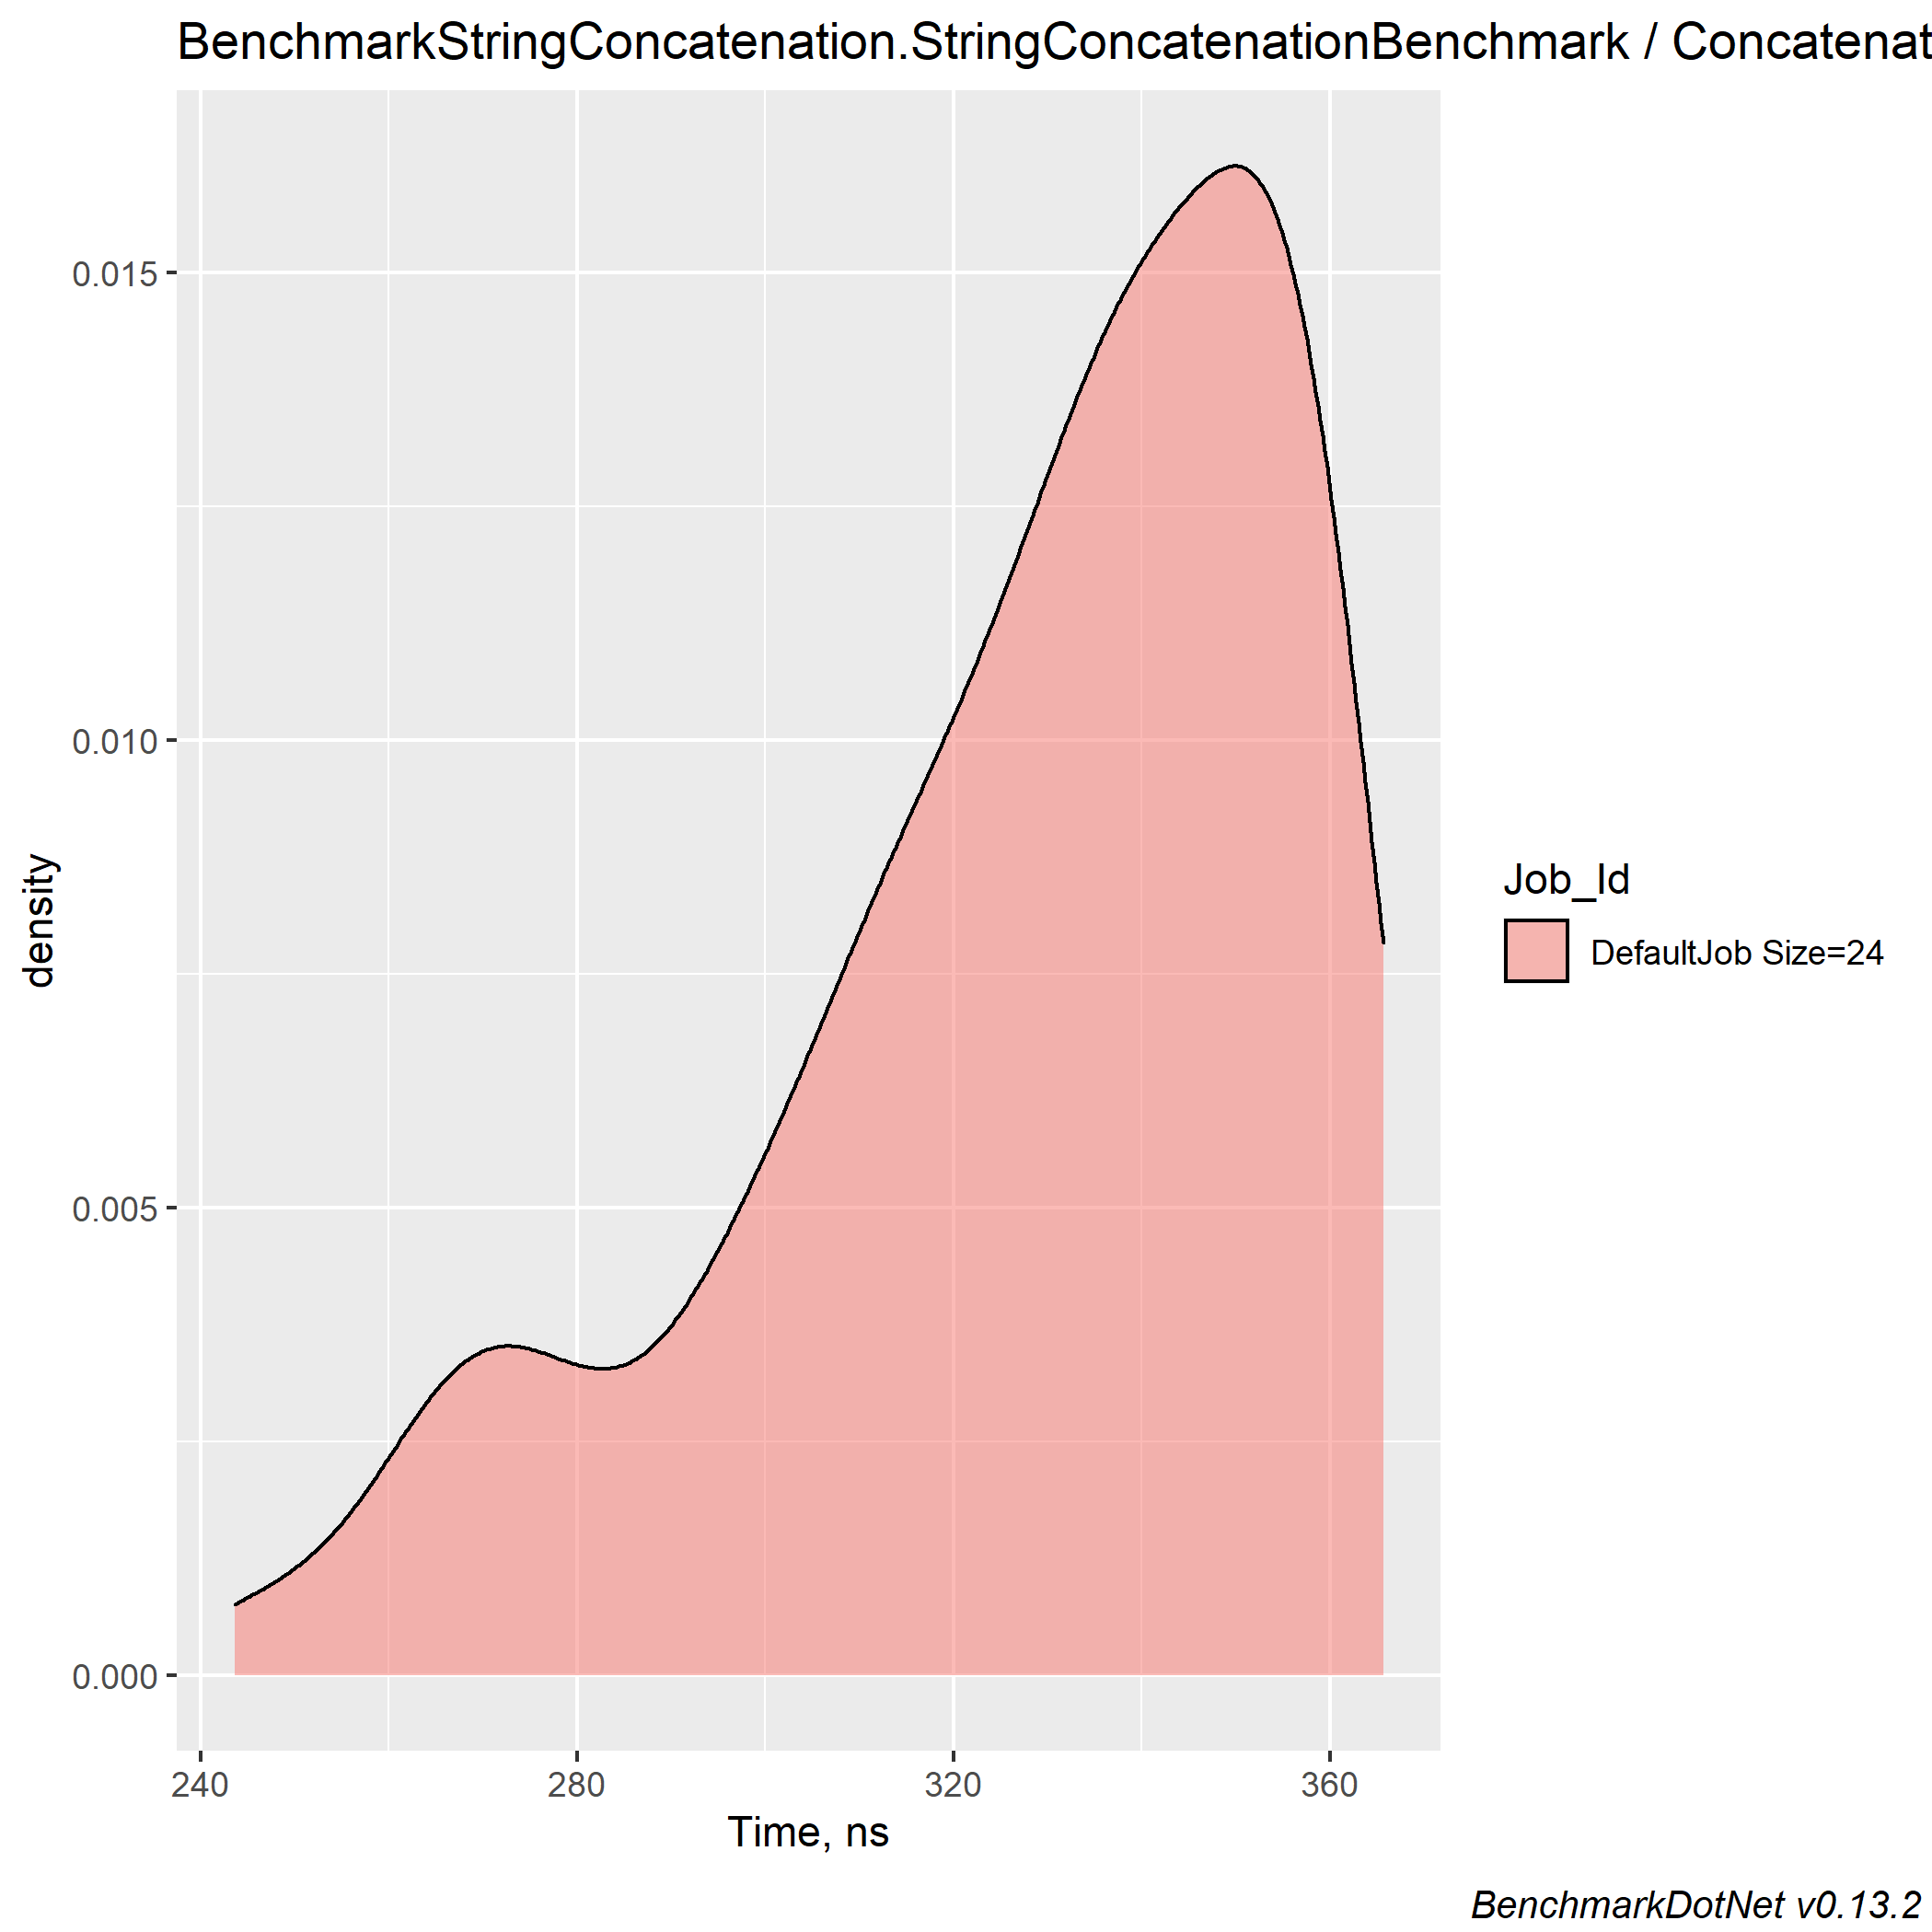 BenchmarkStringConcatenation.StringConcatenationBenchmark / Concatenat
0.015
0.010
0.005
0.000
density
240 280 320 360
Time, ns
Job_Id
DefaultJob Size=24
BenchmarkDotNet v0.13.2